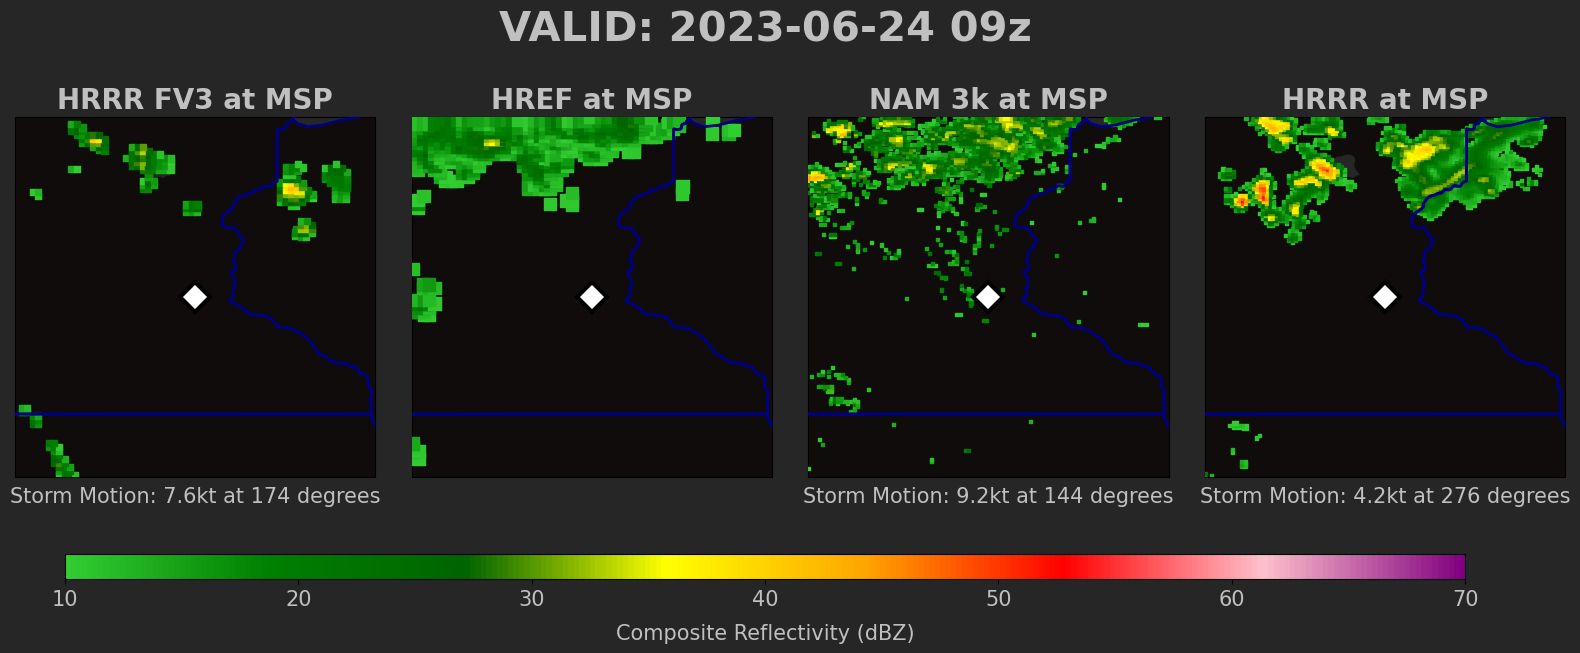 VALID: 2023-06-24 09z
HRRR FV3 at MSP
HREF at MSP
NAM 3k at MSP
HRRR at MSP
Storm Motion: 7.6kt at 174 degrees
Storm Motion: 9.2kt at 144 degrees
Storm Motion: 4.2kt at 276 degrees
10 20 30 40 50 60 70
Composite Reflectivity (dBZ)